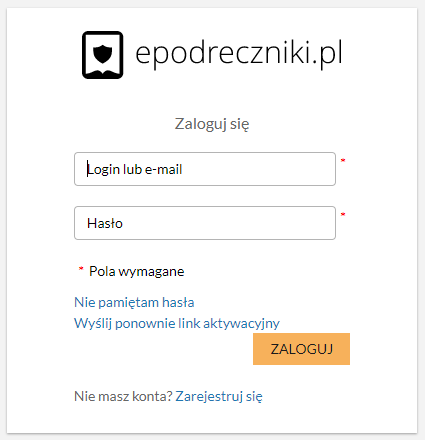 epodreczniki.pl
Zaloguj się
Login lub e-mail *
Hasło *
* Pola wymagane
Nie pamiętam hasła
Wyślij ponownie link aktywacyjny
ZALOGUJ
Nie masz konta? Zarejestruj się